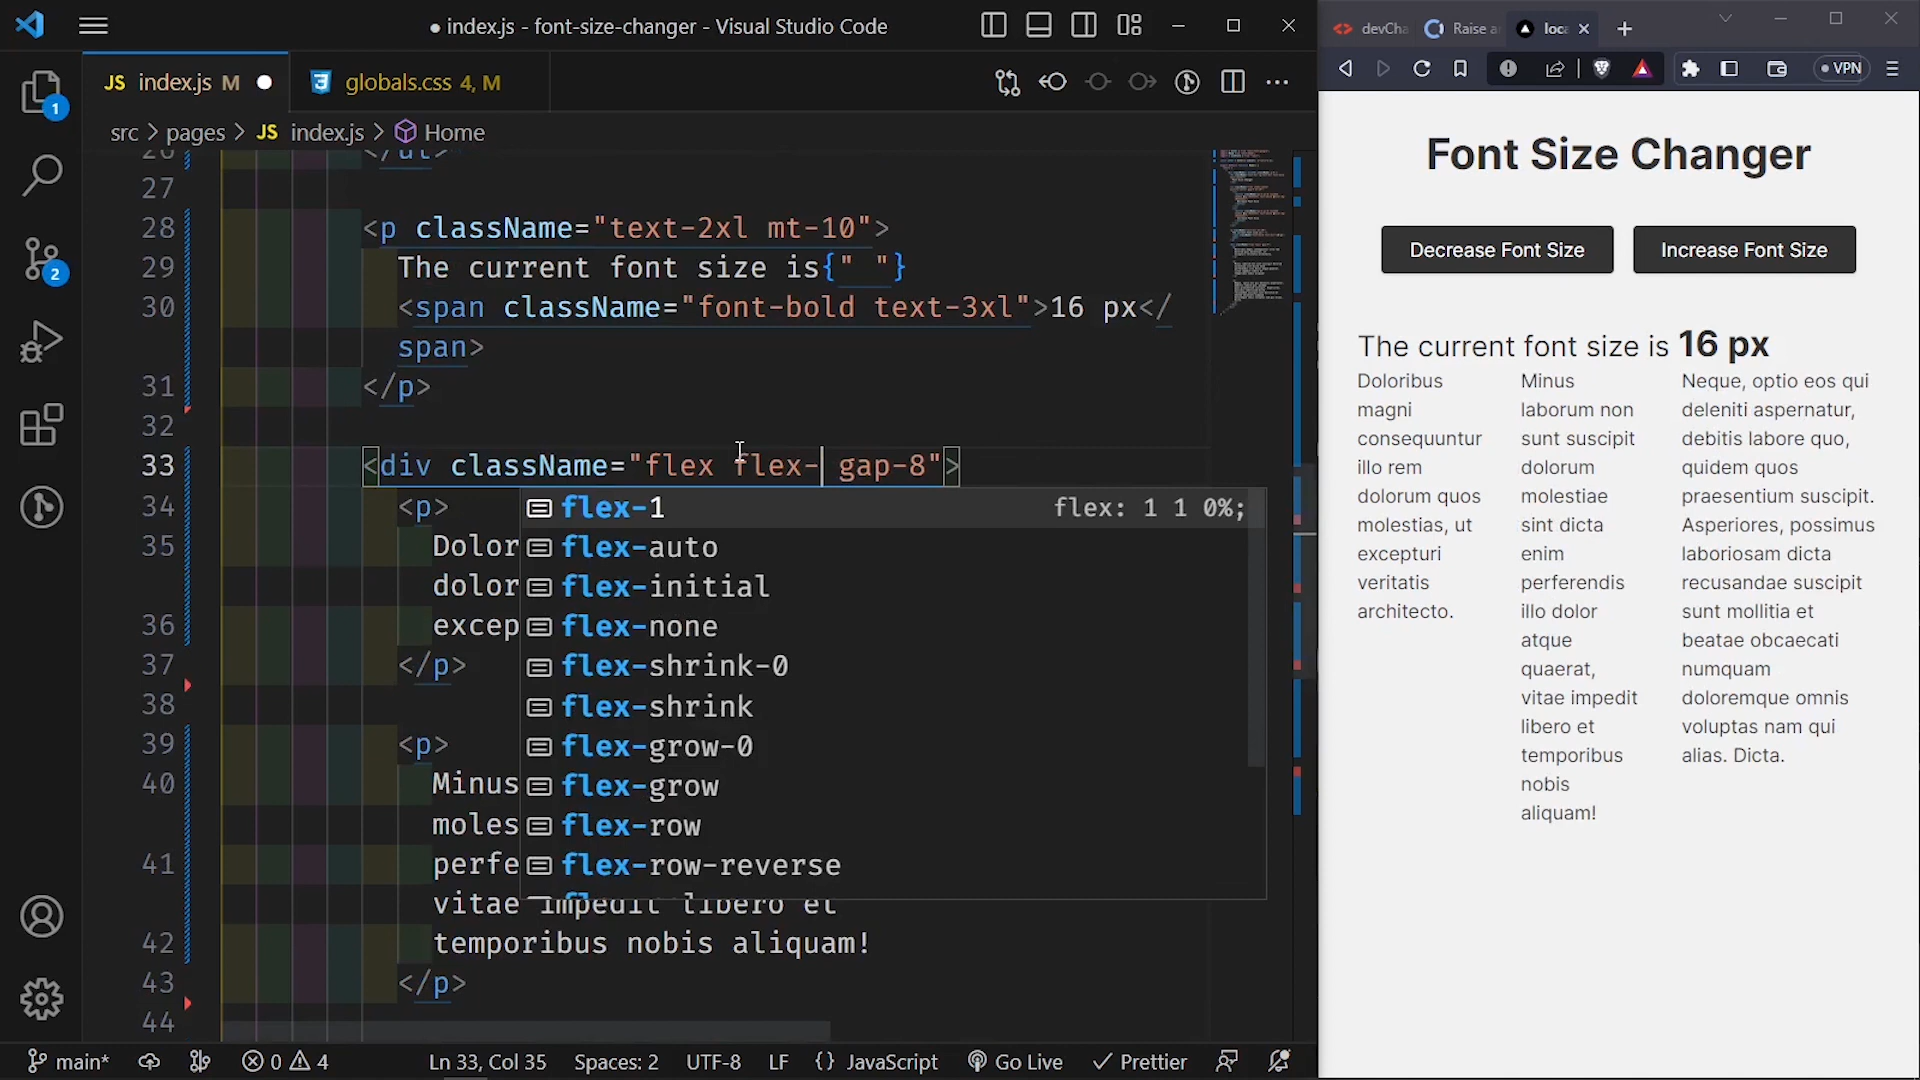 index.js - font-size-changer - Visual Studio Code
JS index.js M
globals.css 4, M
src > pages > JS index.js > Home
26 </ul>
27
28 <p className="text-2xl mt-10">
29 The current font size is{" "}
30 <span className="font-bold text-3xl">16 px</
span>
31 </p>
32
33 <div className="flex flex- gap-8">
34 <p>
35 Dolor
dolor
36 excep
37 </p>
38
39 <p>
40 Minus
moles
41 perfe
vitae impedit libero et
42 temporibus nobis aliquam!
43 </p>
44
flex-1 flex: 1 1 0%;
flex-auto
flex-initial
flex-none
flex-shrink-0
flex-shrink
flex-grow-0
flex-grow
flex-row
flex-row-reverse
1
2
main*
0 4
Ln 33, Col 35
Spaces: 2
UTF-8
LF
{} JavaScript
Go Live
Prettier
devCha
Raise a
loca
VPN
Font Size Changer
Decrease Font Size
Increase Font Size
The current font size is 16 px
Doloribus
magni
consequuntur
illo rem
dolorum quos
molestias, ut
excepturi
veritatis
architecto.
Minus
laborum non
sunt suscipit
dolorum
molestiae
sint dicta
enim
perferendis
illo dolor
atque
quaerat,
vitae impedit
libero et
temporibus
nobis
aliquam!
Neque, optio eos qui
deleniti aspernatur,
debitis labore quo,
quidem quos
praesentium suscipit.
Asperiores, possimus
laboriosam dicta
recusandae suscipit
sunt mollitia et
beatae obcaecati
numquam
doloremque omnis
voluptas nam qui
alias. Dicta.